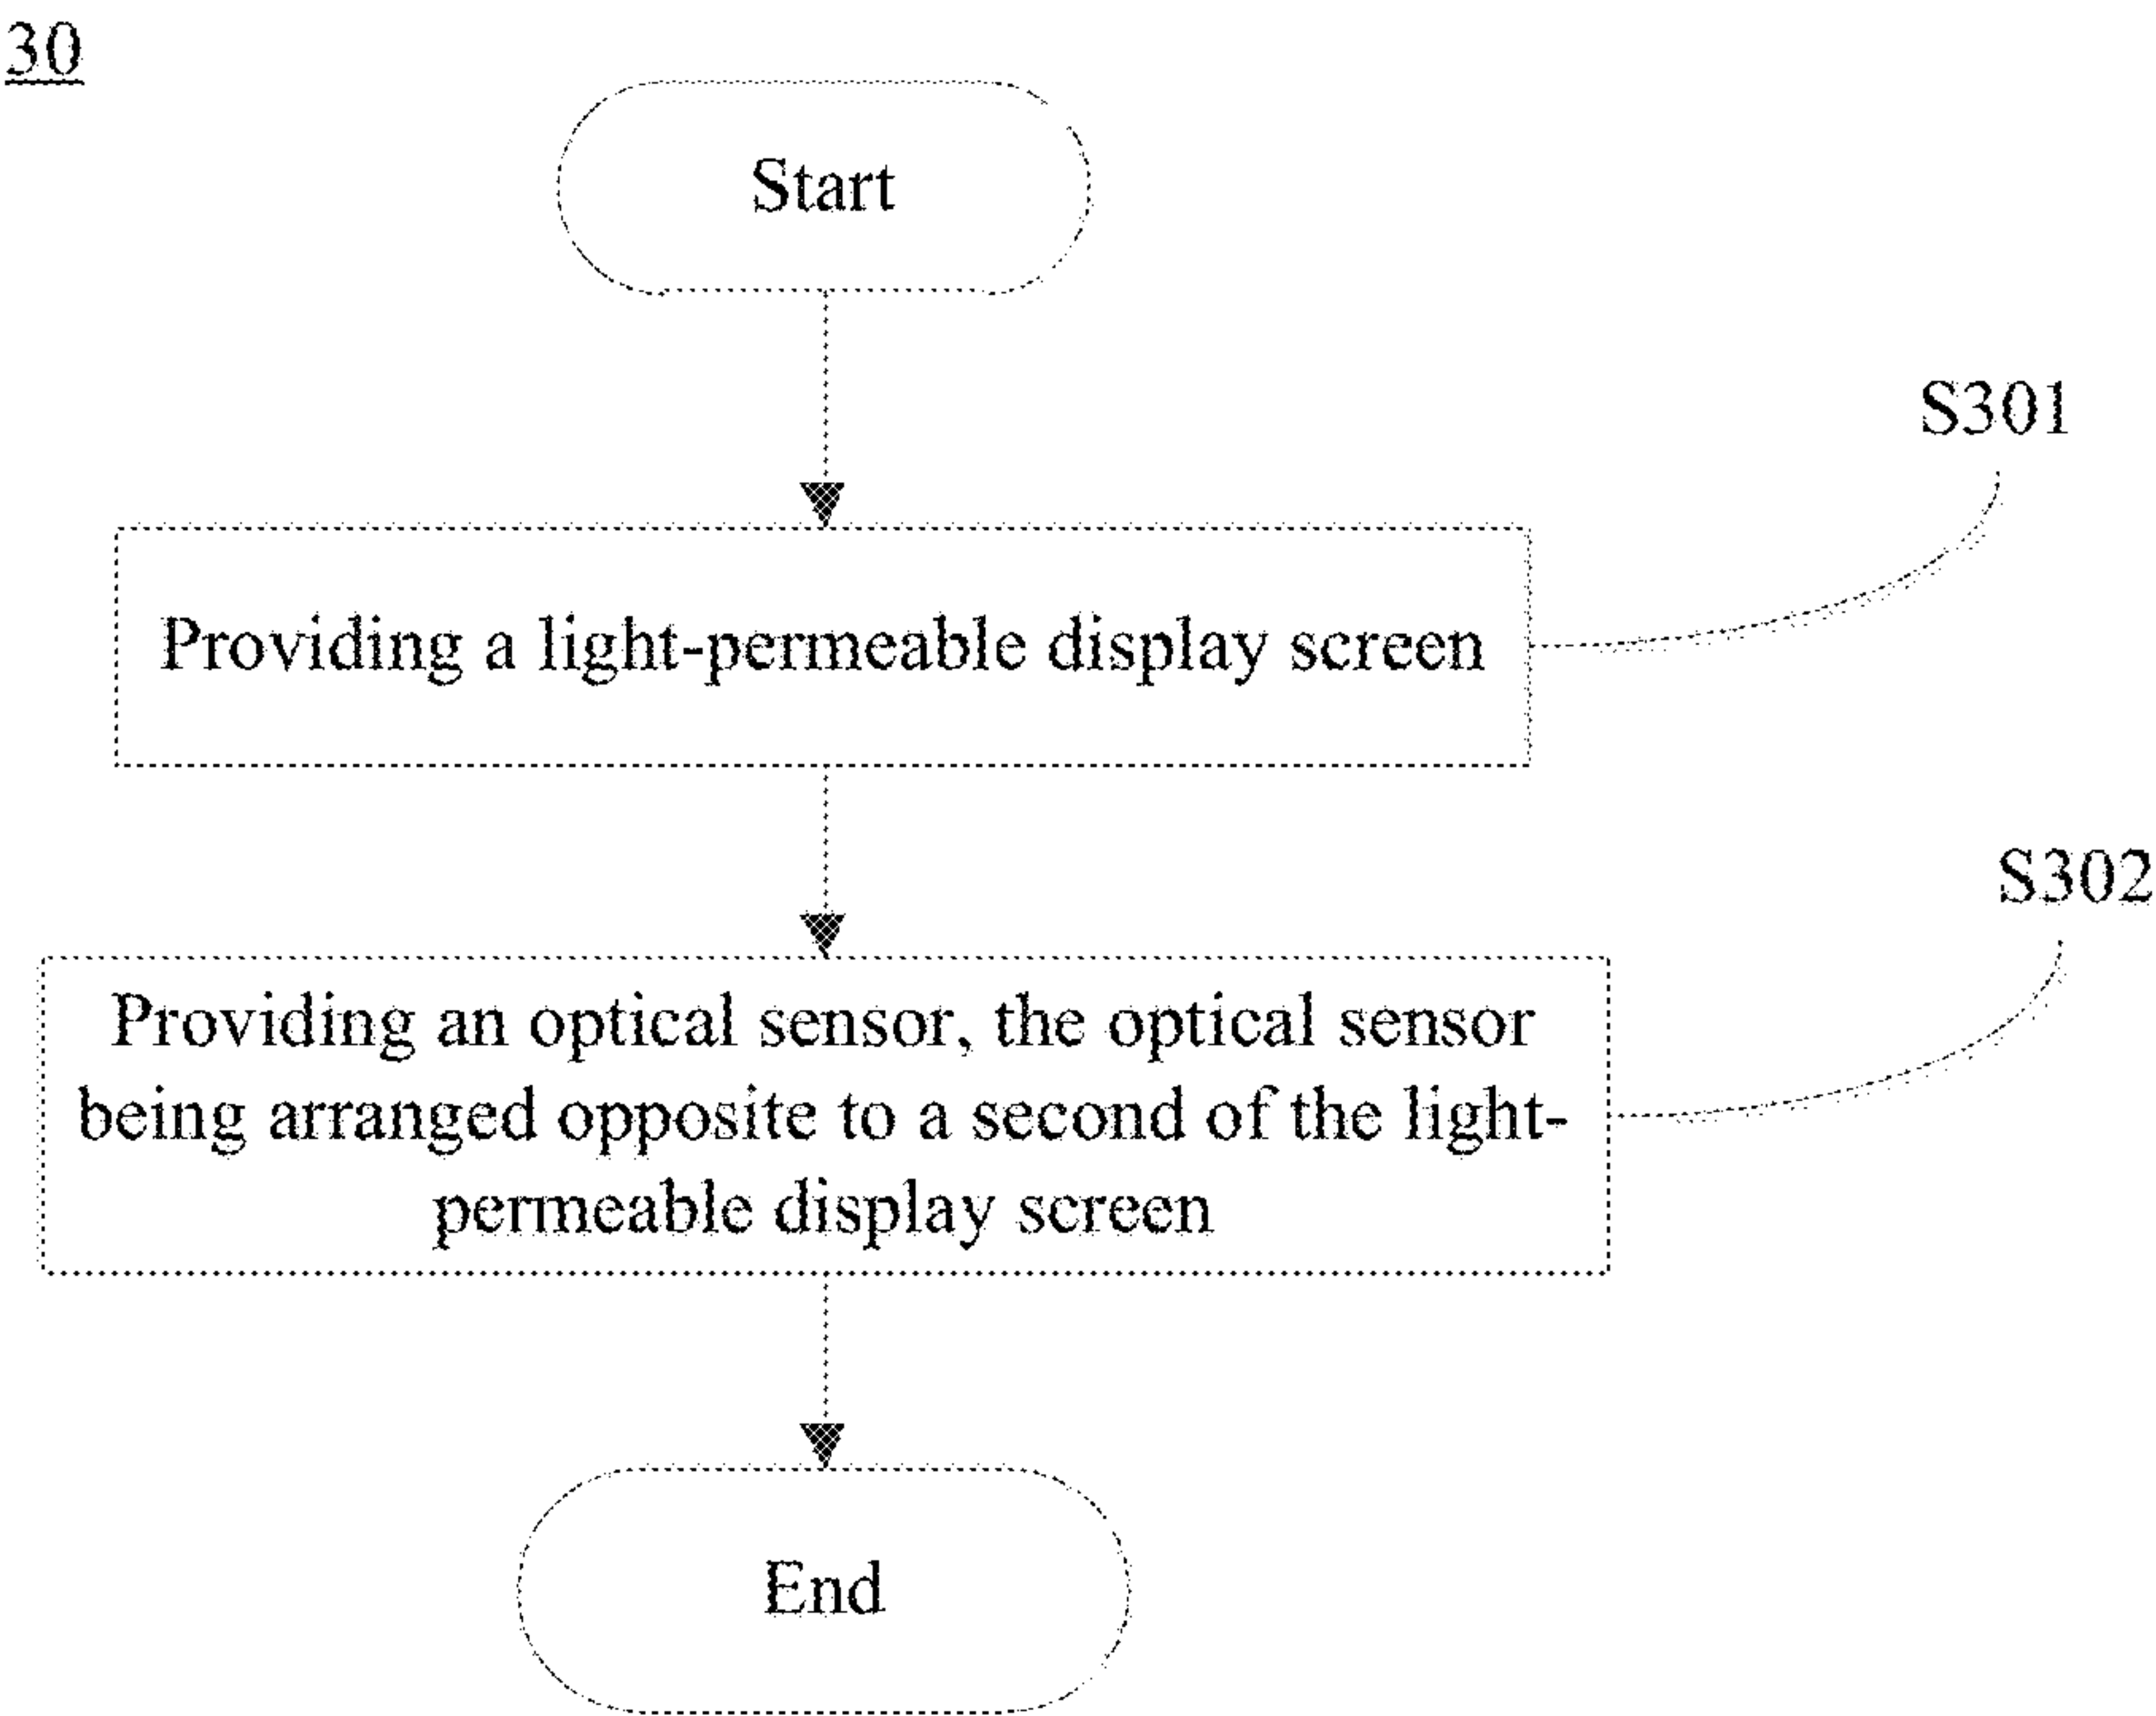 30
Start
S301
Providing a light-permeable display screen
S302
Providing an optical sensor, the optical sensor
being arranged opposite to a second of the light-
permeable display screen
End